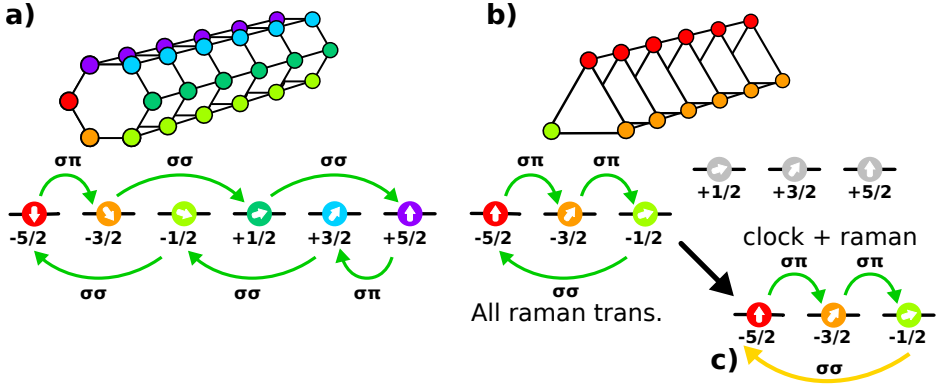 a)
b)
σπ
σσ
σσ
-5/2
-3/2
-1/2
+1/2
+3/2
+5/2
σσ
σσ
σπ
σπ
σπ
-5/2
-3/2
-1/2
σσ
All raman trans.
+1/2
+3/2
+5/2
clock + raman
σπ
σπ
-5/2
-3/2
-1/2
c)
σσ